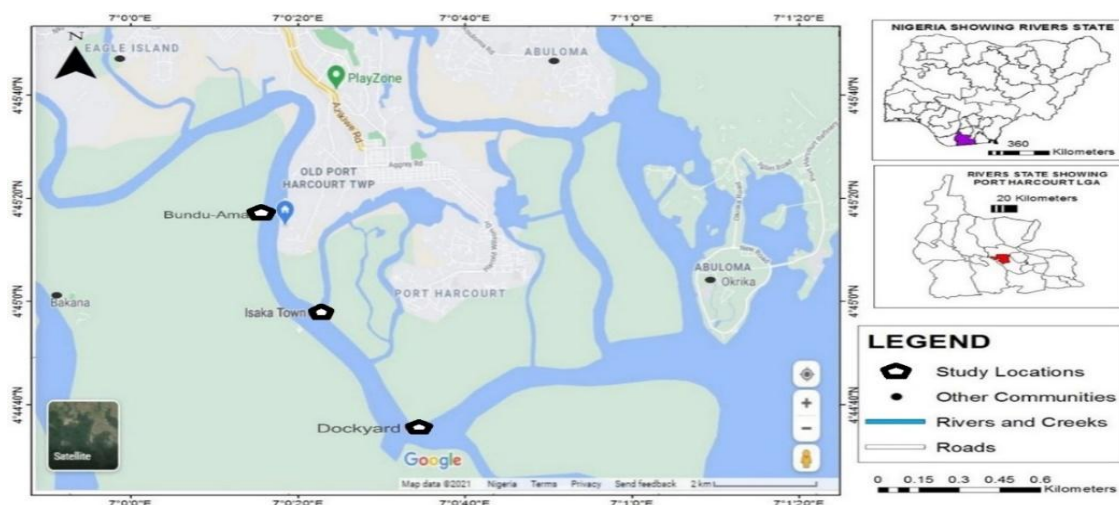 7°0'0"E
7°0'20"E
7°0'40"E
7°1'0"E
7°1'20"E
N
EAGLE ISLAND
ABULOMA
PlayZone
4°45'40"N
4°45'40"N
Aggrey Rd
OLD PORT
HARCOURT TWP
4°45'20"N
4°45'20"N
Bundu-Ama
ABULOMA
Okrika
PORT HARCOURT
Bakana
4°45'0"N
4°45'0"N
Isaka Town
4°44'40"N
4°44'40"N
Dockyard
Satellite
Google
Map data ©2021 Nigeria Terms Privacy Send feedback 2 km
7°0'0"E
7°0'20"E
7°0'40"E
7°1'0"E
7°1'20"E
NIGERIA SHOWING RIVERS STATE
360
Kilometers
RIVERS STATE SHOWING
PORT HARCOURT LGA
20 Kilometers
LEGEND
Study Locations
Other Communities
Rivers and Creeks
Roads
0 0.15 0.3 0.45 0.6
Kilometers